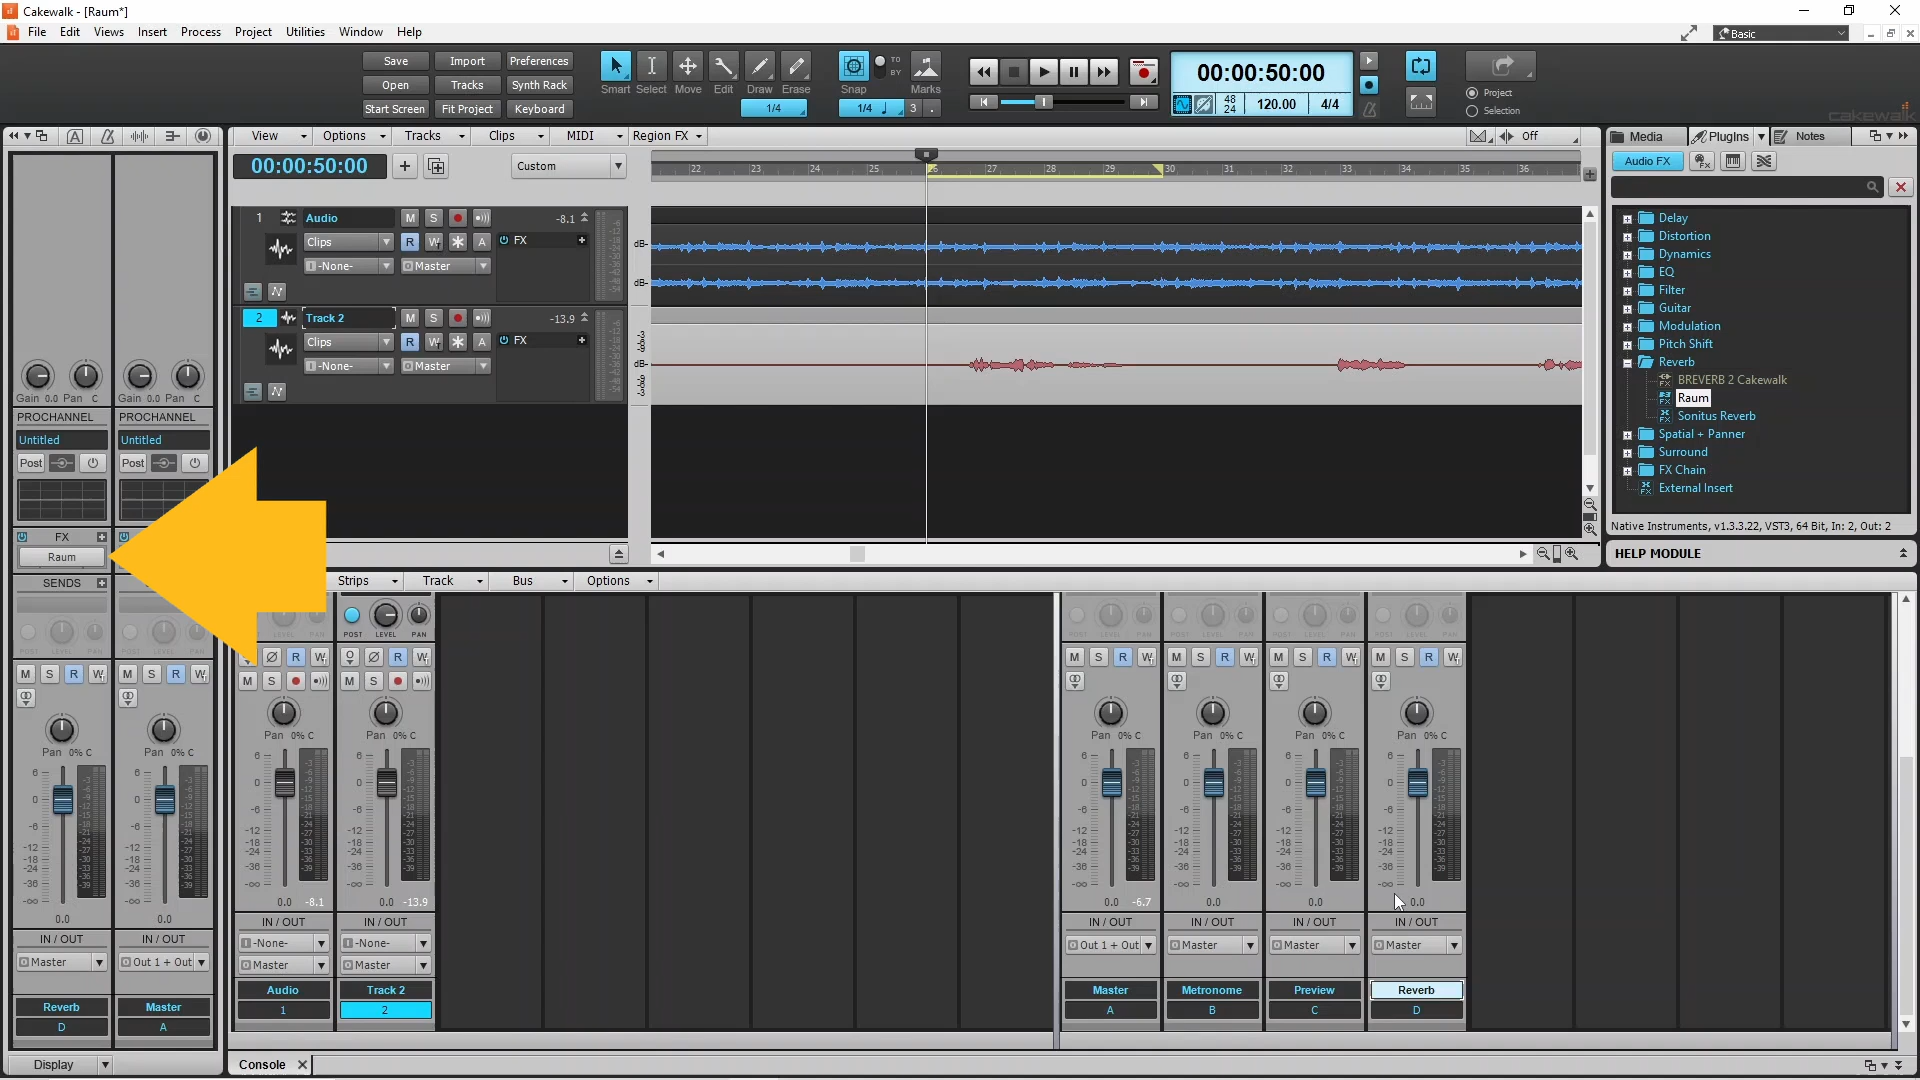 Cakewalk - [Raum*]
File Edit Views Insert Process Project Utilities Window Help
Basic
Save Import Preferences
Open Tracks Synth Rack
Start Screen Fit Project Keyboard
Smart Select Move Edit Draw Erase
1/4
Snap TO BY Marks
1/4 3 .
00:00:50:00
48 24 120.00 4/4
Project
Selection
cakewalk
View Options Tracks Clips MIDI Region FX Off
00:00:50:00 Custom
22 23 24 25 26 27 28 29 30 31 32 33 34 35 36
1 Audio M S -8.1
Clips R W A FX
-None- Master
2 Track 2 M S -13.9
Clips R W A FX
-None- Master
Media PlugIns Notes
Audio FX
Delay
Distortion
Dynamics
EQ
Filter
Guitar
Modulation
Pitch Shift
Reverb
BREVERB 2 Cakewalk
Raum
Sonitus Reverb
Spatial + Panner
Surround
FX Chain
External Insert
Native Instruments, v1.3.3.22, VST3, 64 Bit, In: 2, Out: 2
HELP MODULE
Gain 0.0 Pan C Gain 0.0 Pan C
PROCHANNEL PROCHANNEL
Untitled Untitled
Post Post
FX
Raum
SENDS
M S R W M S R W
Pan 0% C Pan 0% C
0.0 0.0
IN / OUT IN / OUT
Master Out 1 + Out
Reverb Master
D A
Display
Strips Track Bus Options
POST LEVEL PAN
R W R W M S R W M S R W M S R W M S R W
M S M S
Pan 0% C Pan 0% C Pan 0% C Pan 0% C Pan 0% C Pan 0% C
0.0 -8.1 0.0 -13.9 0.0 -6.7 0.0 0.0 0.0
IN / OUT IN / OUT IN / OUT IN / OUT IN / OUT IN / OUT
-None- -None- Out 1 + Out Master Master Master
Master Master
Audio Track 2 Master Metronome Preview Reverb
1 2 A B C D
Console